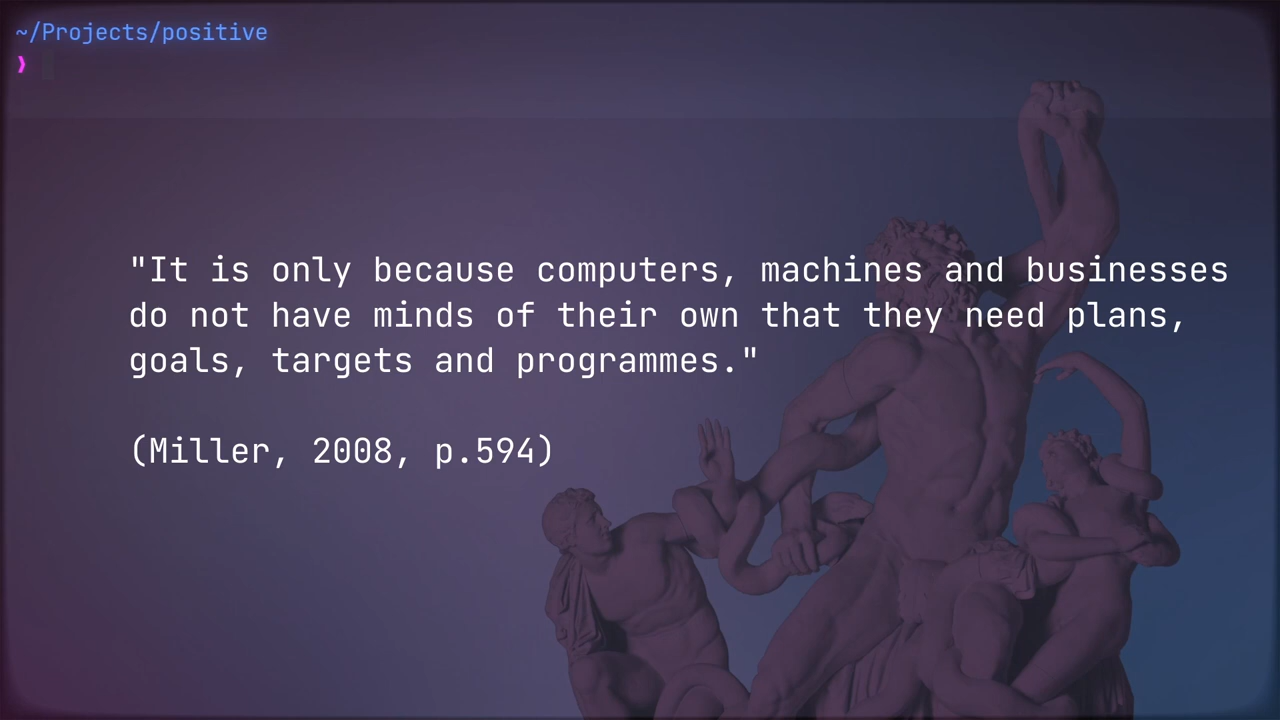 ~/Projects/positive
❯
"It is only because computers, machines and businesses
do not have minds of their own that they need plans,
goals, targets and programmes."
(Miller, 2008, p.594)